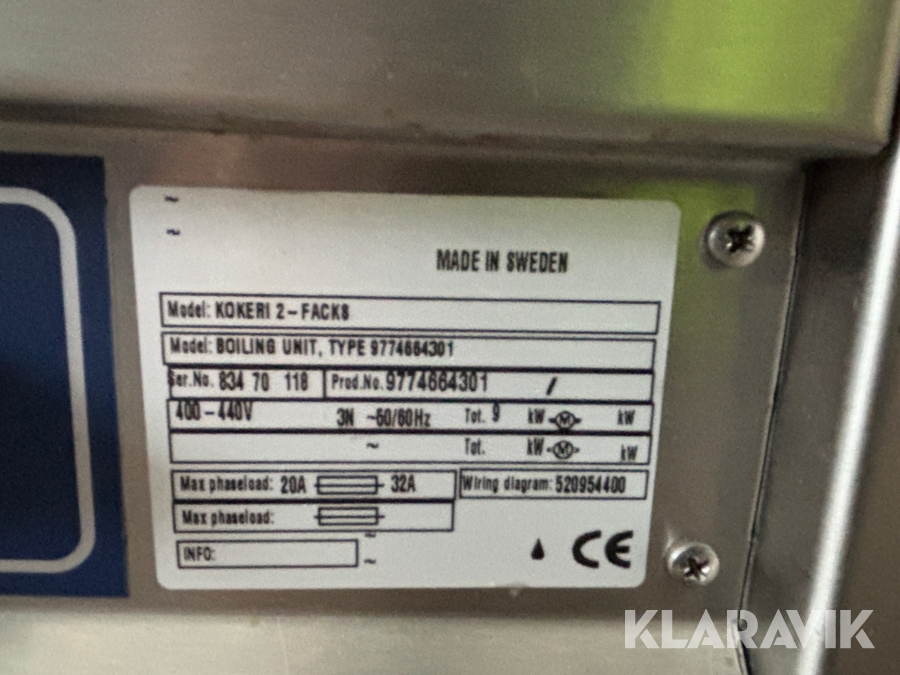 ~
~
MADE IN SWEDEN
Model: KOKERI 2-FACKS
Model: BOILING UNIT, TYPE 9774664301
Ser.No. 834 70 118 Prod.No. 9774664301 /
400-440V 3N ~50/60Hz Tot. 9 kW M kW
~ Tot. kW M kW
Max phaseload: 20A 32A Wiring diagram: 520954400
Max phaseload:
INFO: ~
~
CE
KLARAVIK